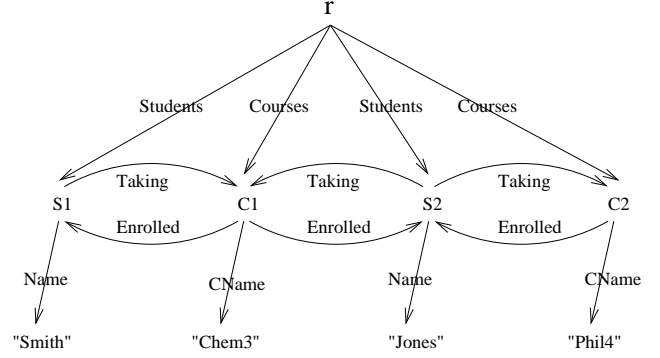 r
Students Courses Students Courses
Taking Taking Taking
S1 C1 S2 C2
Enrolled Enrolled Enrolled
Name CName Name CName
"Smith" "Chem3" "Jones" "Phil4"